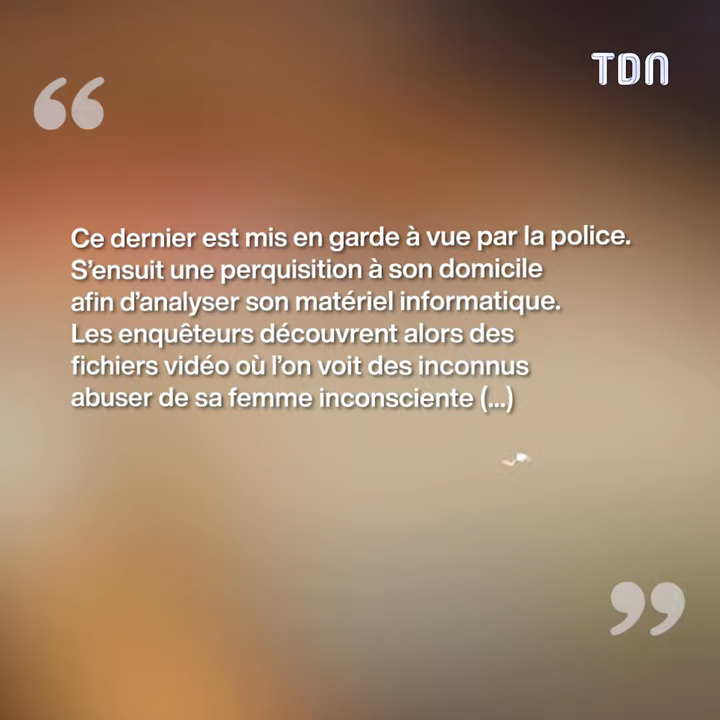 TDN
“
Ce dernier est mis en garde à vue par la police.
S’ensuit une perquisition à son domicile
afin d’analyser son matériel informatique.
Les enquêteurs découvrent alors des
fichiers vidéo où l’on voit des inconnus
abuser de sa femme inconsciente (...)
”